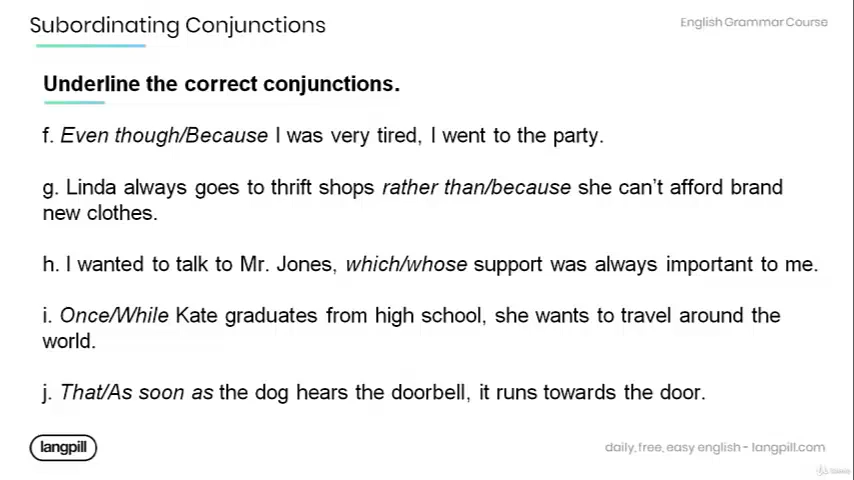 Subordinating Conjunctions
English Grammar Course
Underline the correct conjunctions.
f. Even though/Because I was very tired, I went to the party.
g. Linda always goes to thrift shops rather than/because she can't afford brand
new clothes.
h. I wanted to talk to Mr. Jones, which/whose support was always important to me.
i. Once/While Kate graduates from high school, she wants to travel around the
world.
j. That/As soon as the dog hears the doorbell, it runs towards the door.
langpill
daily, free, easy english - langpill.com
Udemy